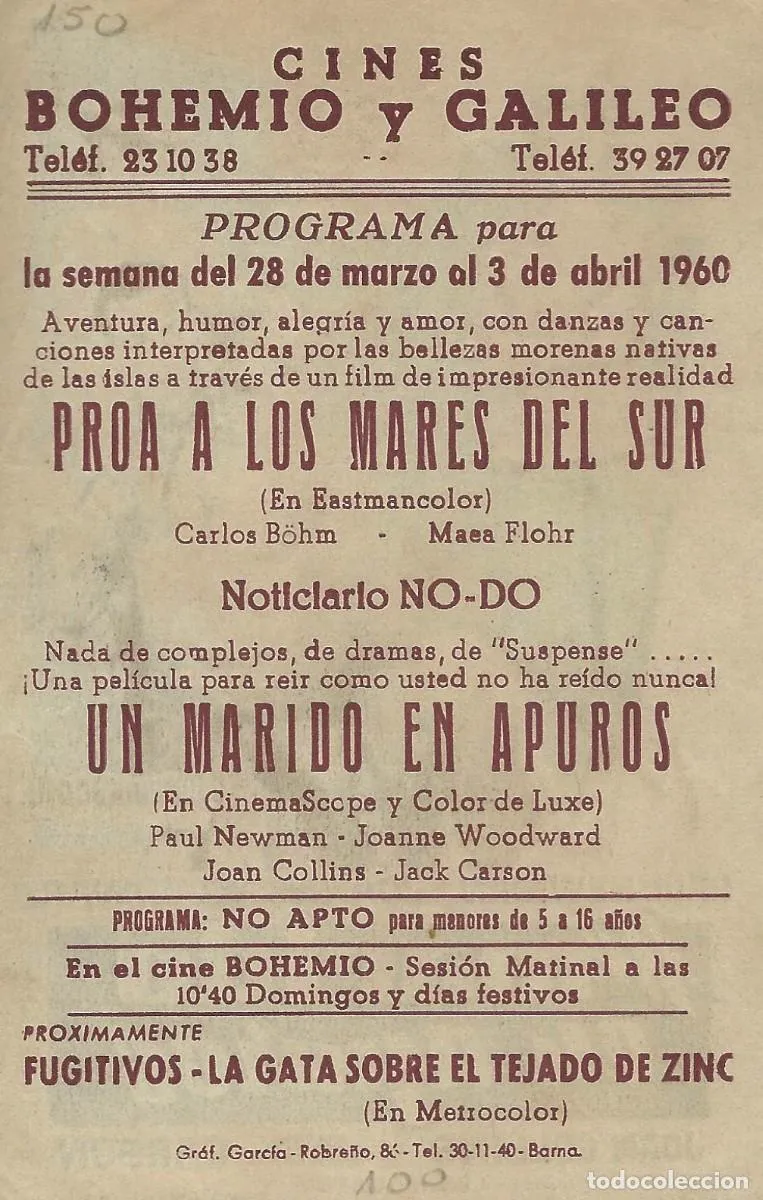 150
CINES
BOHEMIO y GALILEO
Teléf. 23 10 38 - - Teléf. 39 27 07
PROGRAMA para
la semana del 28 de marzo al 3 de abril 1960
Aventura, humor, alegría y amor, con danzas y can-
ciones interpretadas por las bellezas morenas nativas
de las islas a través de un film de impresionante realidad
PROA A LOS MARES DEL SUR
(En Eastmancolor)
Carlos Böhm - Maea Flohr
Noticiario NO-DO
Nada de complejos, de dramas, de "Suspense" .....
¡Una película para reir como usted no ha reído nunca!
UN MARIDO EN APUROS
(En CinemaSccpe y Color de Luxe)
Paul Newman - Joanne Woodward
Joan Collins - Jack Carson
PROGRAMA: NO APTO para menores de 5 a 16 años
En el cine BOHEMIO - Sesión Matinal a las
10'40 Domingos y días festivos
PROXIMAMENTE
FUGITIVOS - LA GATA SOBRE EL TEJADO DE ZINC
(En Metrocolor)
Gráf. García - Robreño, - Tel. 30-11-40 - Barna.
100
todocoleccion